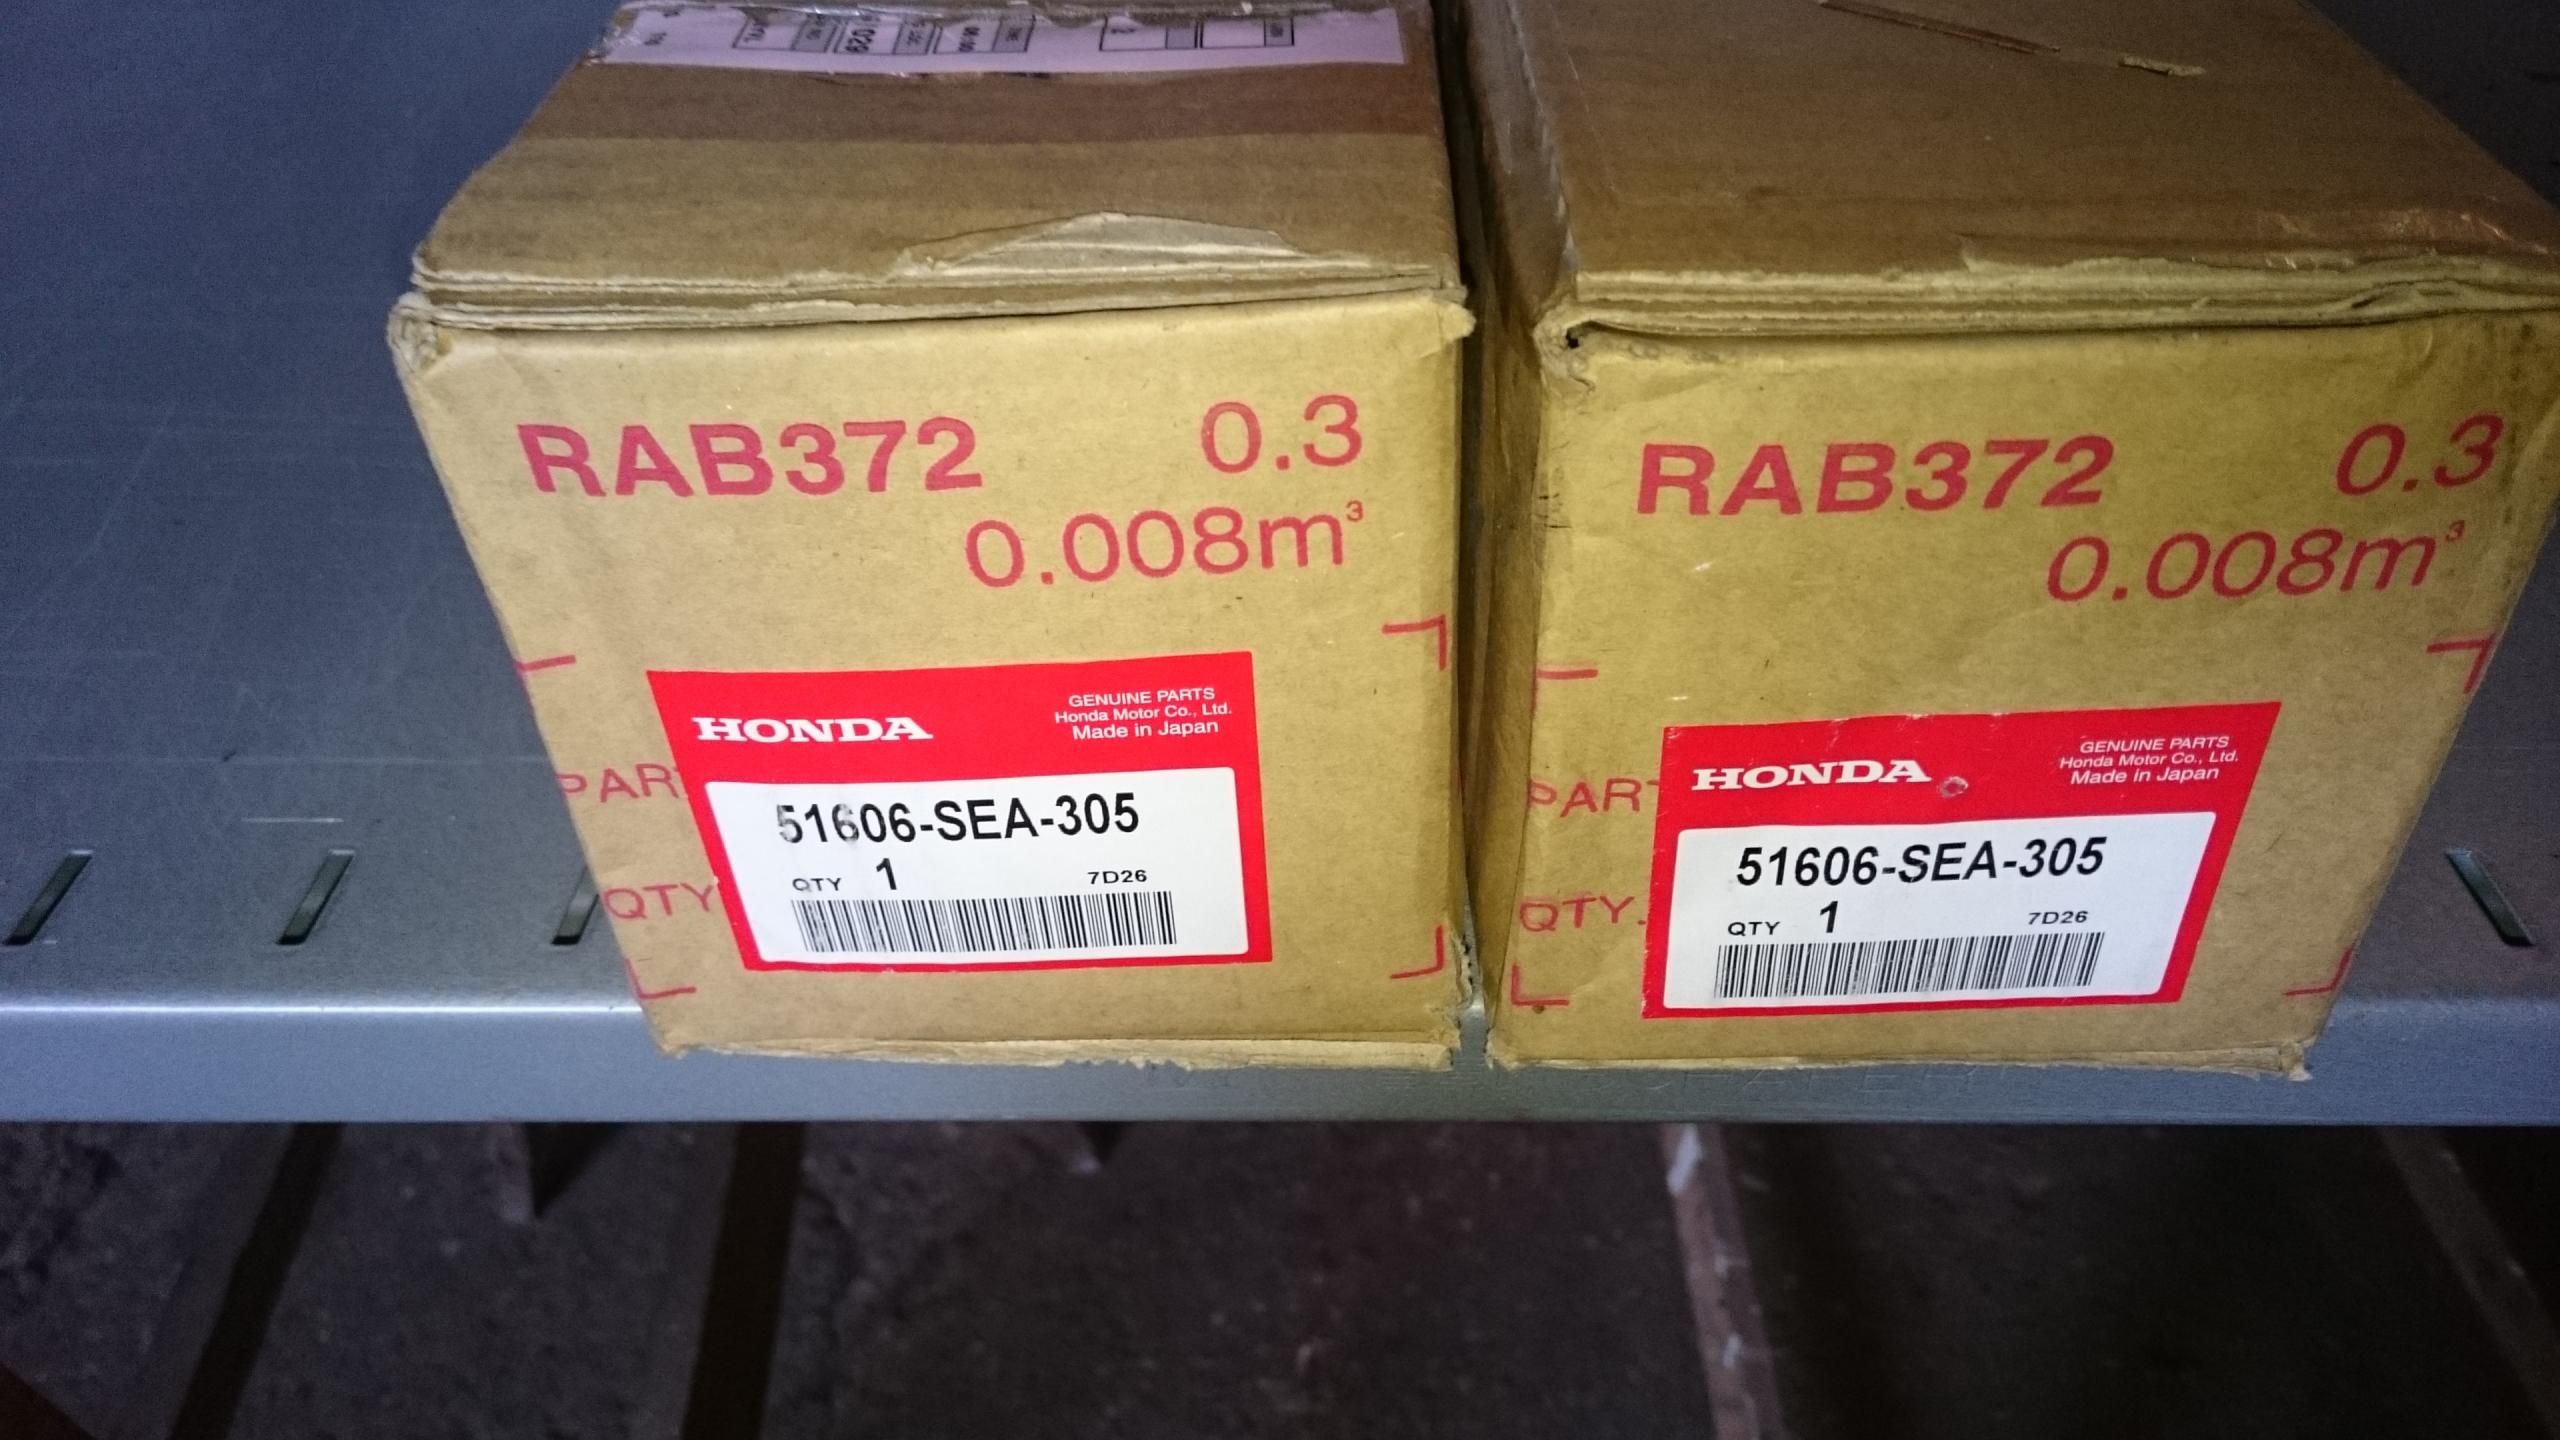 RAB372 0.3
0.008m³
HONDA
GENUINE PARTS
Honda Motor Co., Ltd.
Made in Japan
PAR
51606-SEA-305
QTY
QTY 1 7D26
RAB372 0.3
0.008m³
HONDA
GENUINE PARTS
Honda Motor Co., Ltd.
Made in Japan
PART
51606-SEA-305
QTY.
QTY 1 7D26